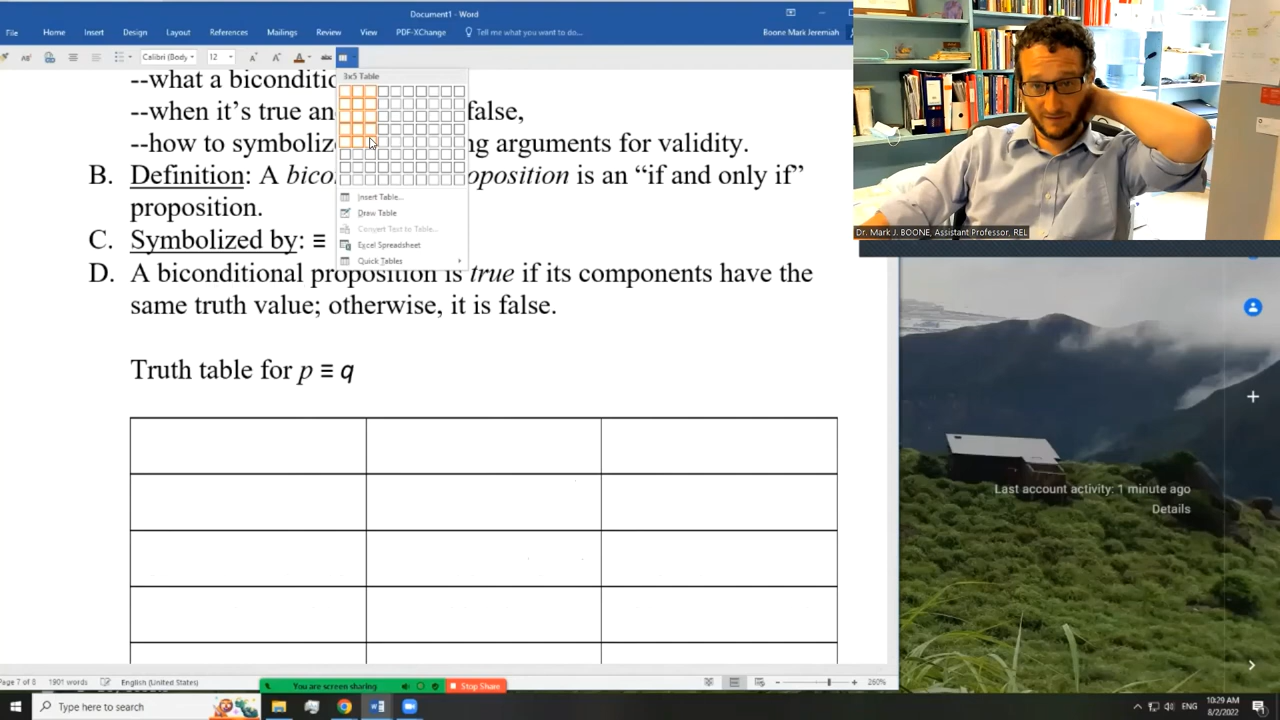 Document1 - Word
File Home Insert Design Layout References Mailings Review View PDF-XChange Tell me what you want to do... Boone Mark Jeremiah
Calibri (Body 12
3x5 Table
Insert Table...
Draw Table
Convert Text to Table...
Excel Spreadsheet
Quick Tables
--what a bicondi
--when it's true an false,
--how to symboliz ng arguments for validity.
B. Definition: A bico oposition is an "if and only if"
proposition.
C. Symbolized by: ≡
D. A biconditional proposition is true if its components have the
same truth value; otherwise, it is false.
Truth table for p ≡ q
Dr. Mark J. BOONE, Assistant Professor, REL
Last account activity: 1 minute ago
Details
Page 7 of 8 1901 words English (United States) 260%
You are screen sharing Stop Share
Type here to search
ENG
10:29 AM
8/2/2022